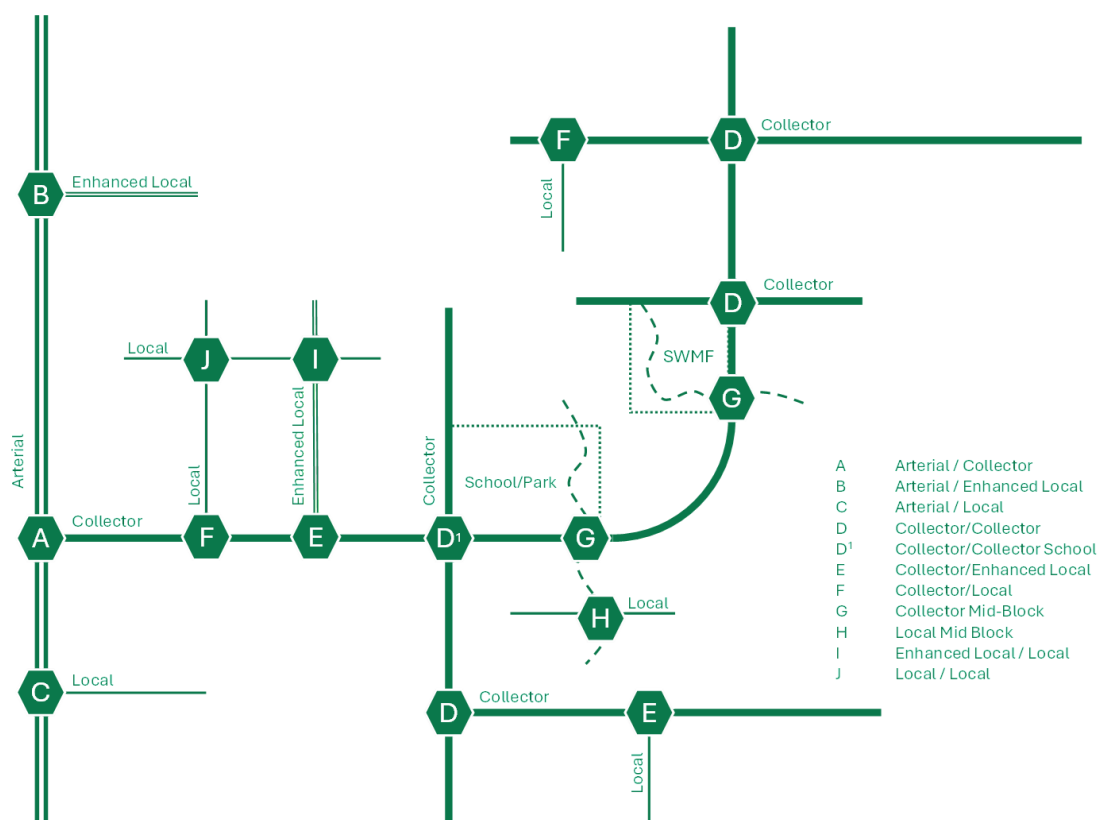 Collector
F
D
Local
B
Enhanced Local
Collector
D
Local
J
I
SWMF
G
Arterial
Local
Enhanced Local
Collector
School/Park
A
Collector
F
E
D¹
G
H
Local
C
Local
D
Collector
E
Local
A Arterial / Collector
B Arterial / Enhanced Local
C Arterial / Local
D Collector/Collector
D¹ Collector/Collector School
E Collector/Enhanced Local
F Collector/Local
G Collector Mid-Block
H Local Mid Block
I Enhanced Local / Local
J Local / Local